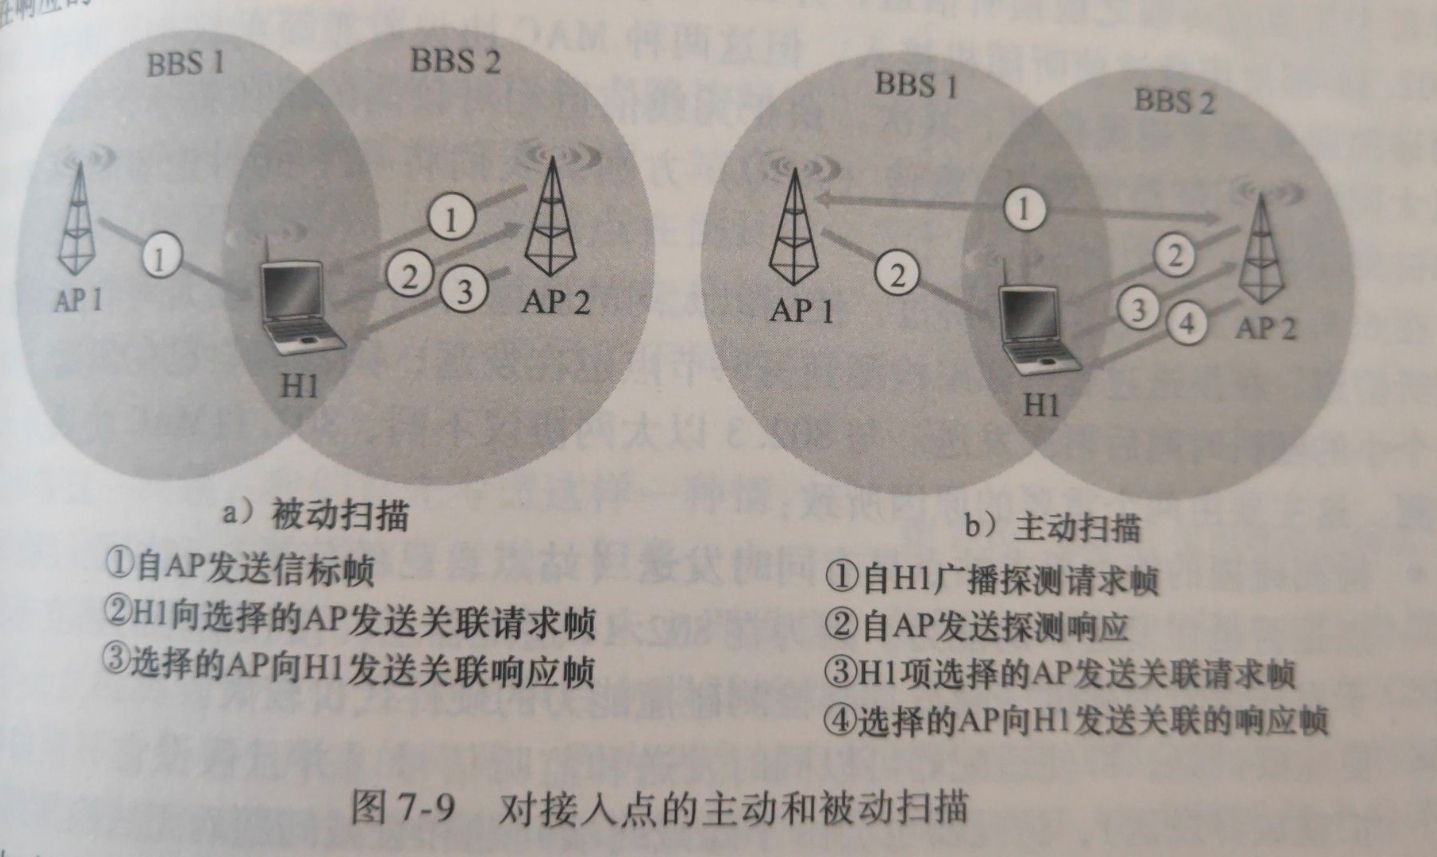 BBS 1
BBS 2
1
1
2
3
AP 1
AP 2
H1
a）被动扫描
①自AP发送信标帧
②H1向选择的AP发送关联请求帧
③选择的AP向H1发送关联响应帧
BBS 1
BBS 2
1
2
2
3
4
AP 1
AP 2
H1
b）主动扫描
①自H1广播探测请求帧
②自AP发送探测响应
③H1项选择的AP发送关联请求帧
④选择的AP向H1发送关联的响应帧
图 7-9 对接入点的主动和被动扫描